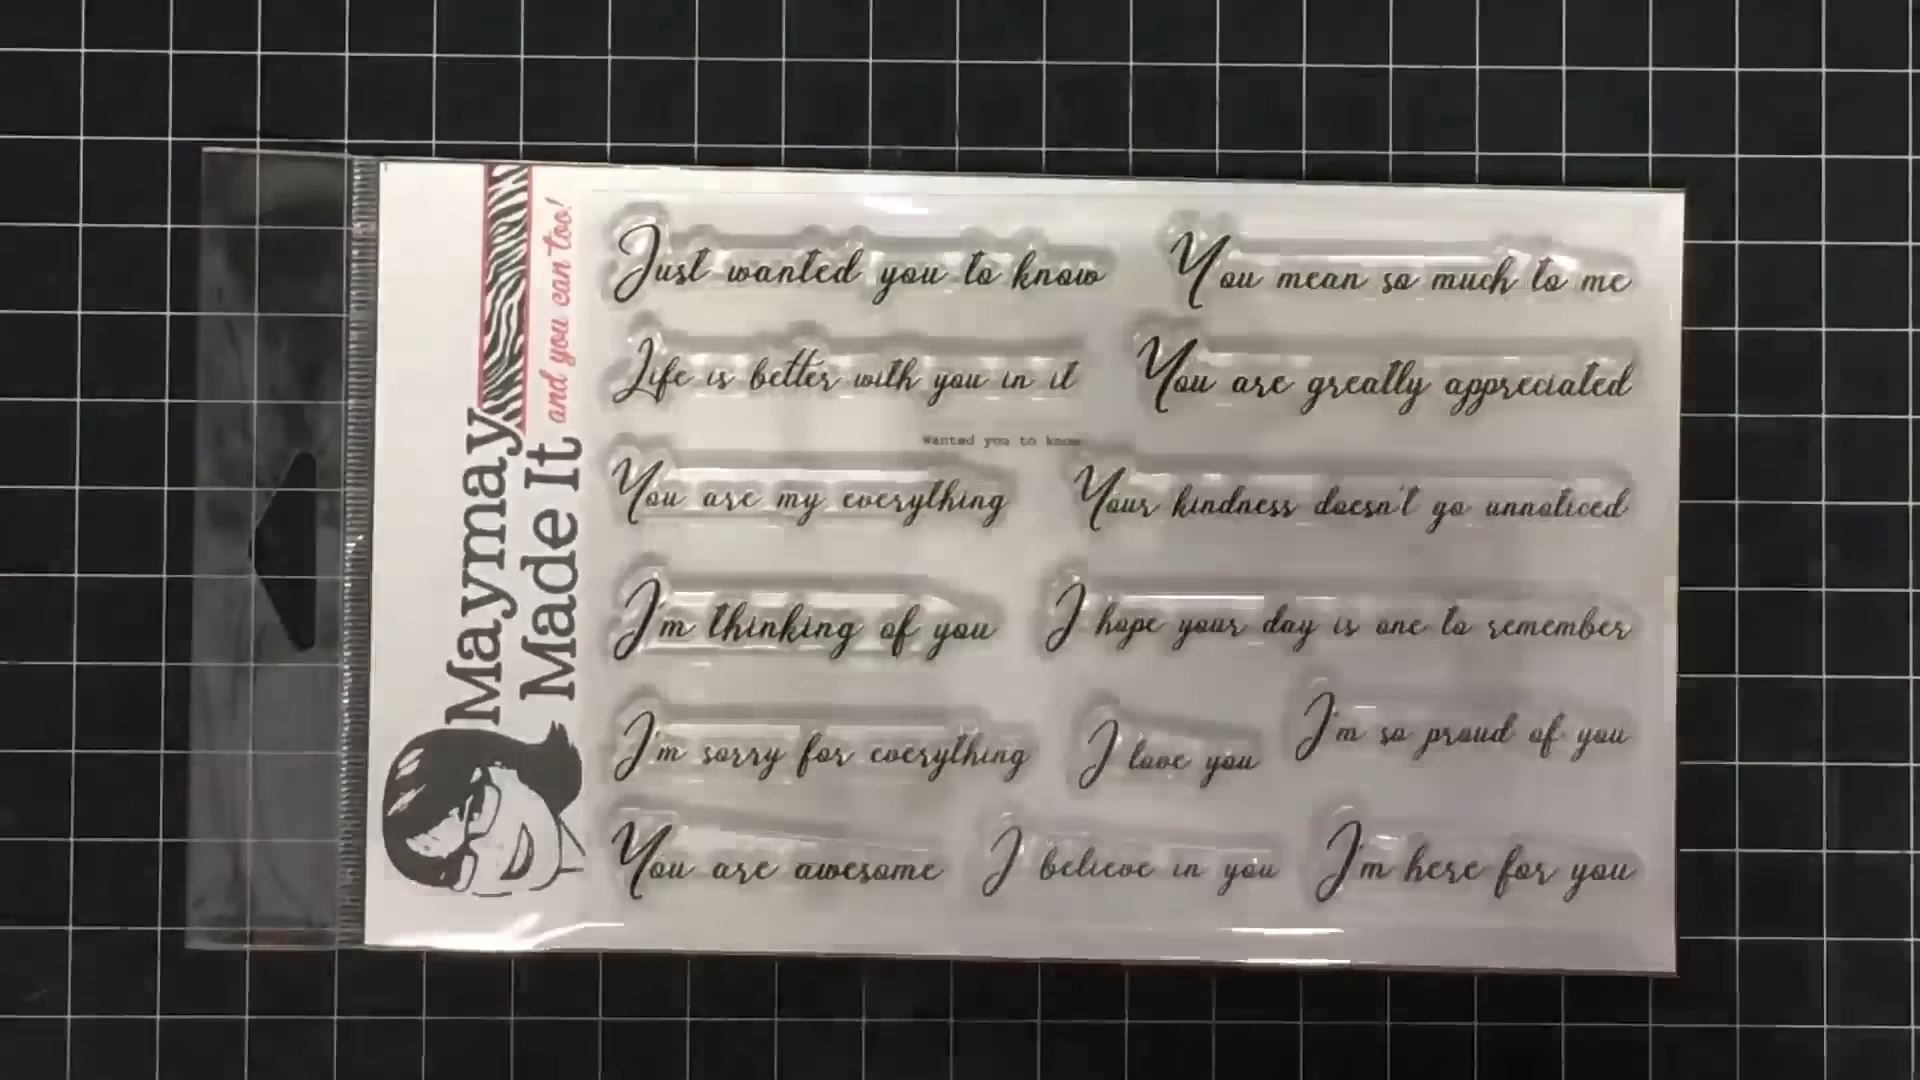 Maymay
Made It
and you can too!
Just wanted you to know
You mean so much to me
Life is better with you in it
You are greatly appreciated
Wanted you to know
You are my everything
Your kindness doesn't go unnoticed
I'm thinking of you
I hope your day is one to remember
I'm sorry for everything
I love you
I'm so proud of you
You are awesome
I believe in you
I'm here for you